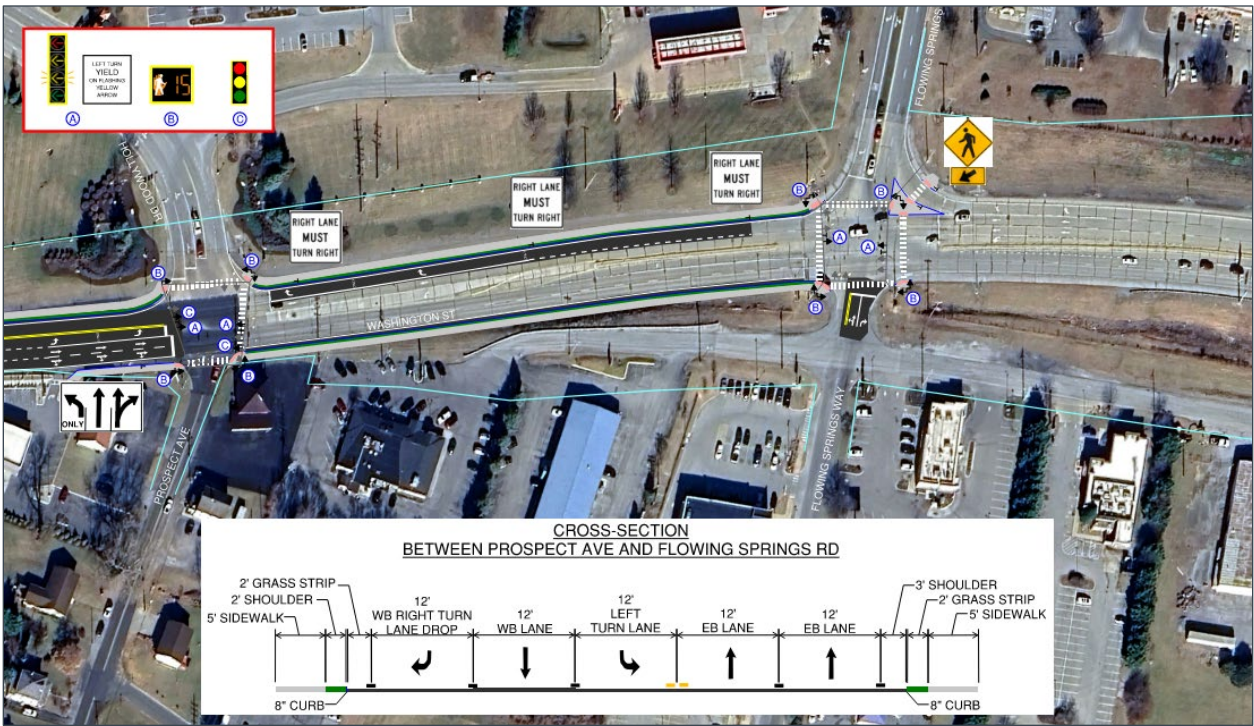 LEFT TURN
YIELD
ON FLASHING
YELLOW
ARROW
15
A
B
C
HOLLYWOOD DR
FLOWING SPRINGS
RIGHT LANE
MUST
TURN RIGHT
RIGHT LANE
MUST
TURN RIGHT
RIGHT LANE
MUST
TURN RIGHT
B
B
A
A
B
B
B
B
C
A
A
C
B
B
WASHINGTON ST
ONLY
PROSPECT AVE
FLOWING SPRINGS WAY
CROSS-SECTION
BETWEEN PROSPECT AVE AND FLOWING SPRINGS RD
2' GRASS STRIP
2' SHOULDER
5' SIDEWALK
12'
WB RIGHT TURN
LANE DROP
12'
WB LANE
12'
LEFT
TURN LANE
12'
EB LANE
12'
EB LANE
3' SHOULDER
2' GRASS STRIP
5' SIDEWALK
8" CURB
8" CURB